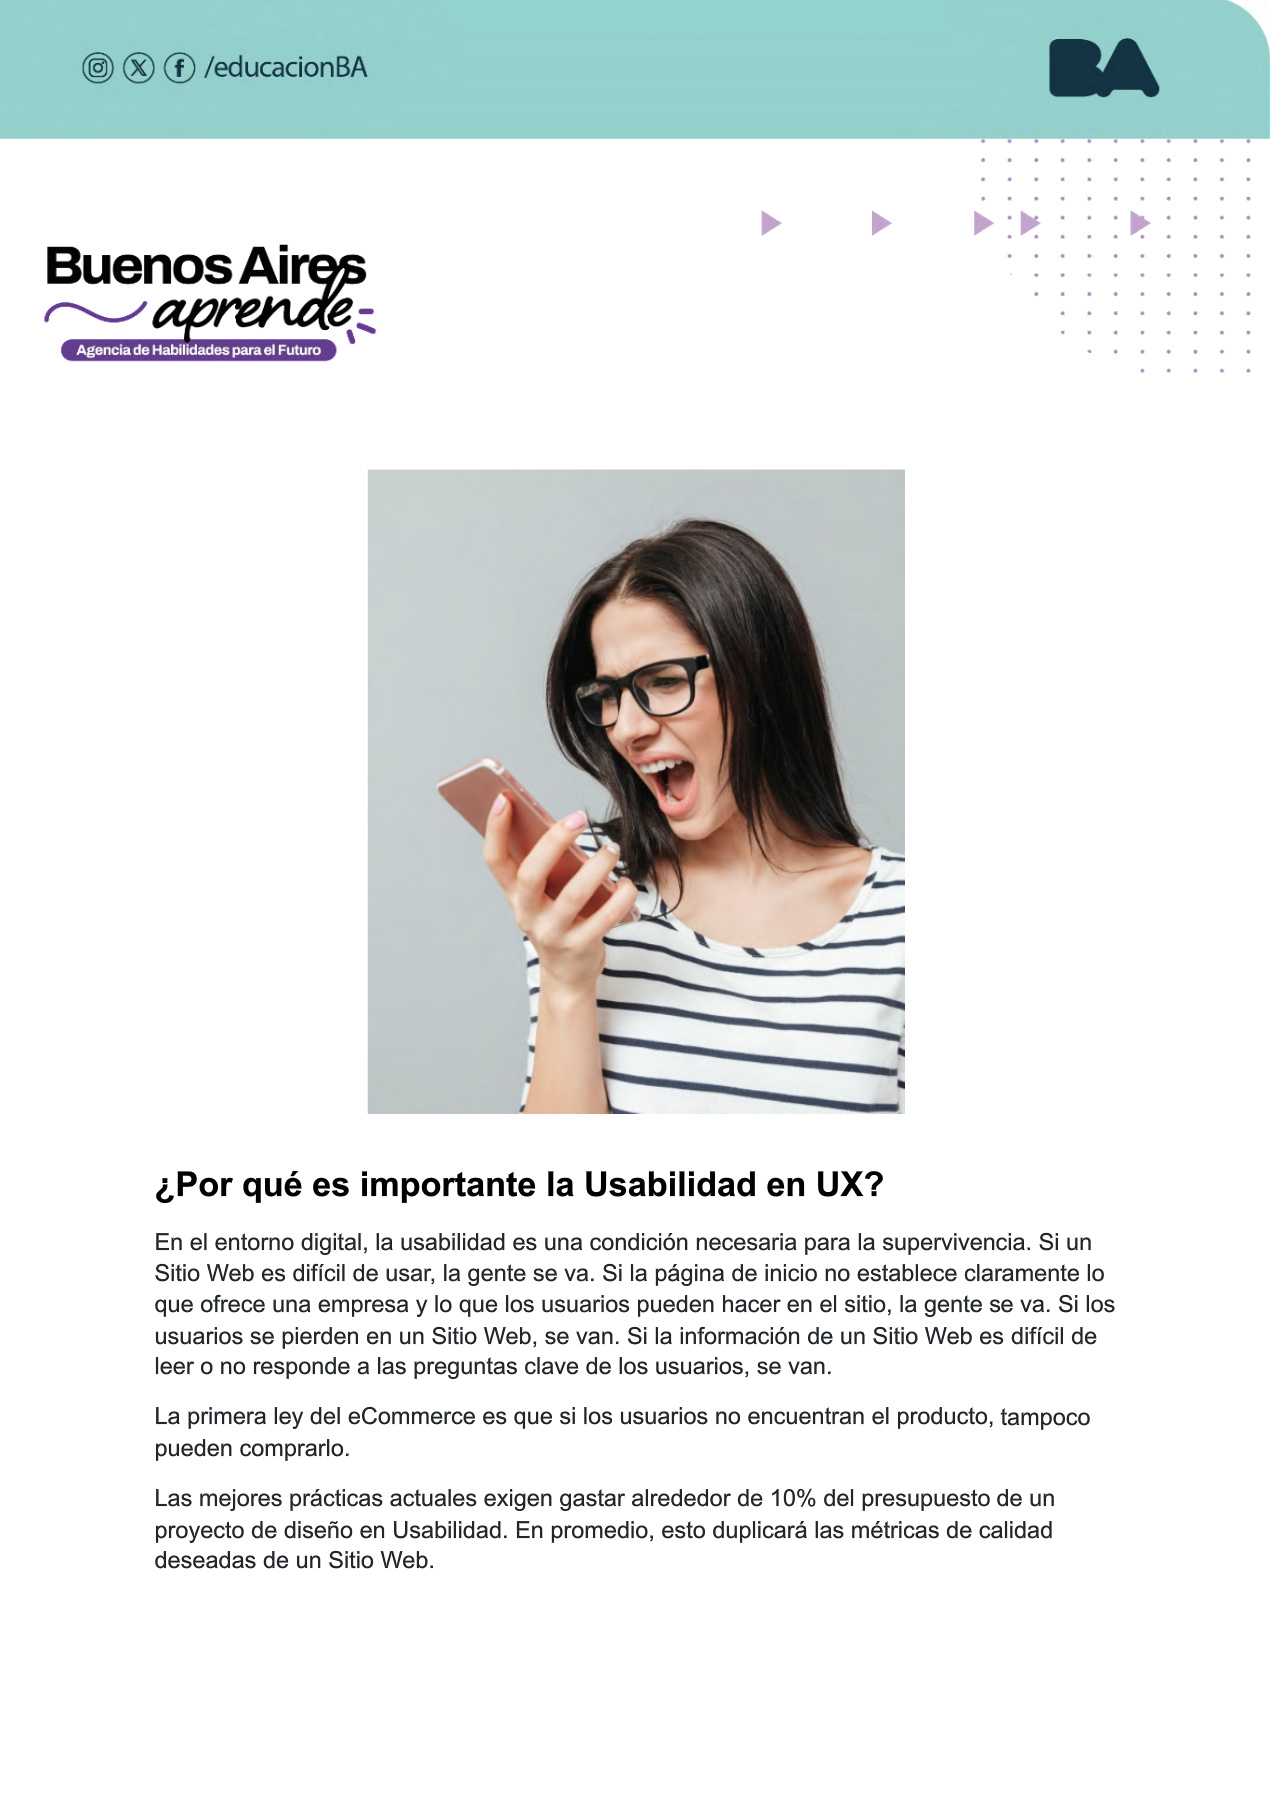 /educacionBA
BA
Buenos Aires
aprende
Agencia de Habilidades para el Futuro
¿Por qué es importante la Usabilidad en UX?
En el entorno digital, la usabilidad es una condición necesaria para la supervivencia. Si un
Sitio Web es difícil de usar, la gente se va. Si la página de inicio no establece claramente lo
que ofrece una empresa y lo que los usuarios pueden hacer en el sitio, la gente se va. Si los
usuarios se pierden en un Sitio Web, se van. Si la información de un Sitio Web es difícil de
leer o no responde a las preguntas clave de los usuarios, se van.
La primera ley del eCommerce es que si los usuarios no encuentran el producto, tampoco
pueden comprarlo.
Las mejores prácticas actuales exigen gastar alrededor de 10% del presupuesto de un
proyecto de diseño en Usabilidad. En promedio, esto duplicará las métricas de calidad
deseadas de un Sitio Web.